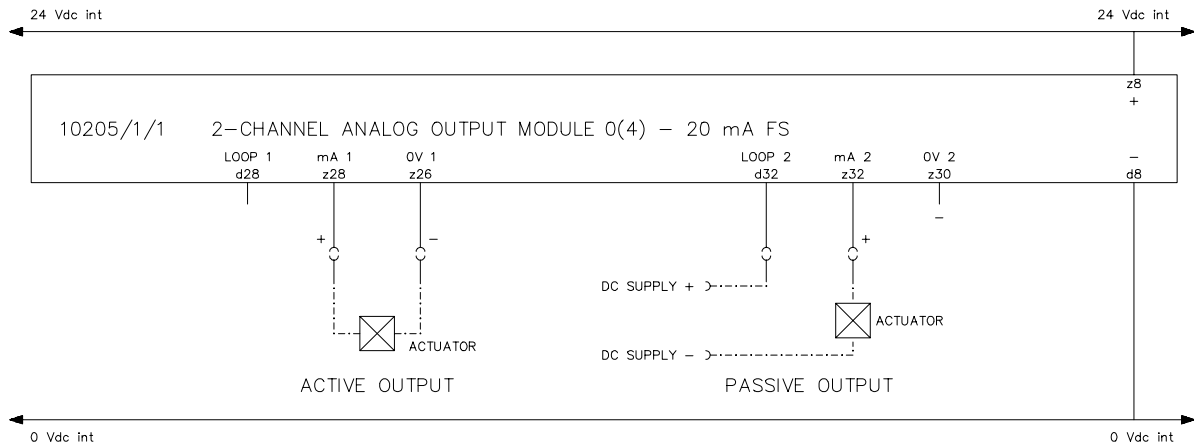 24 Vdc int
24 Vdc int
z8
+
10205/1/1 2-CHANNEL ANALOG OUTPUT MODULE 0(4) - 20 mA FS
LOOP 1 mA 1 0V 1 LOOP 2 mA 2 0V 2 -
d28 z28 z26 d32 z32 z30 d8
-
+ - +
DC SUPPLY +
ACTUATOR
ACTUATOR
DC SUPPLY -
ACTIVE OUTPUT PASSIVE OUTPUT
0 Vdc int
0 Vdc int